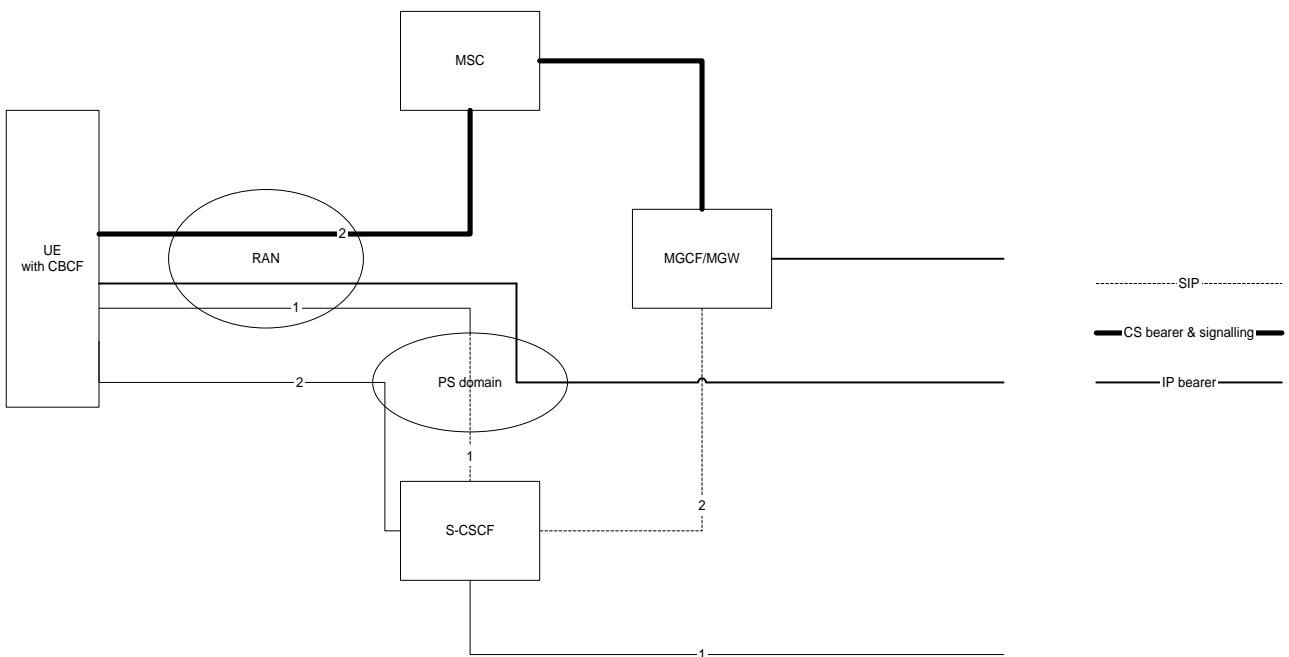 MSC
2
UE
with CBCF
RAN
MGCF/MGW
SIP
1
CS bearer & signalling
2
PS domain
IP bearer
1
2
S-CSCF
1